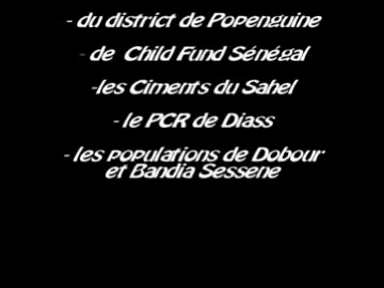 - du district de Popenguine
- de Child Fund Sénégal
-les Ciments du Sahel
- le PCR de Diass
- les populations de Dobour
et Bandia Sessene